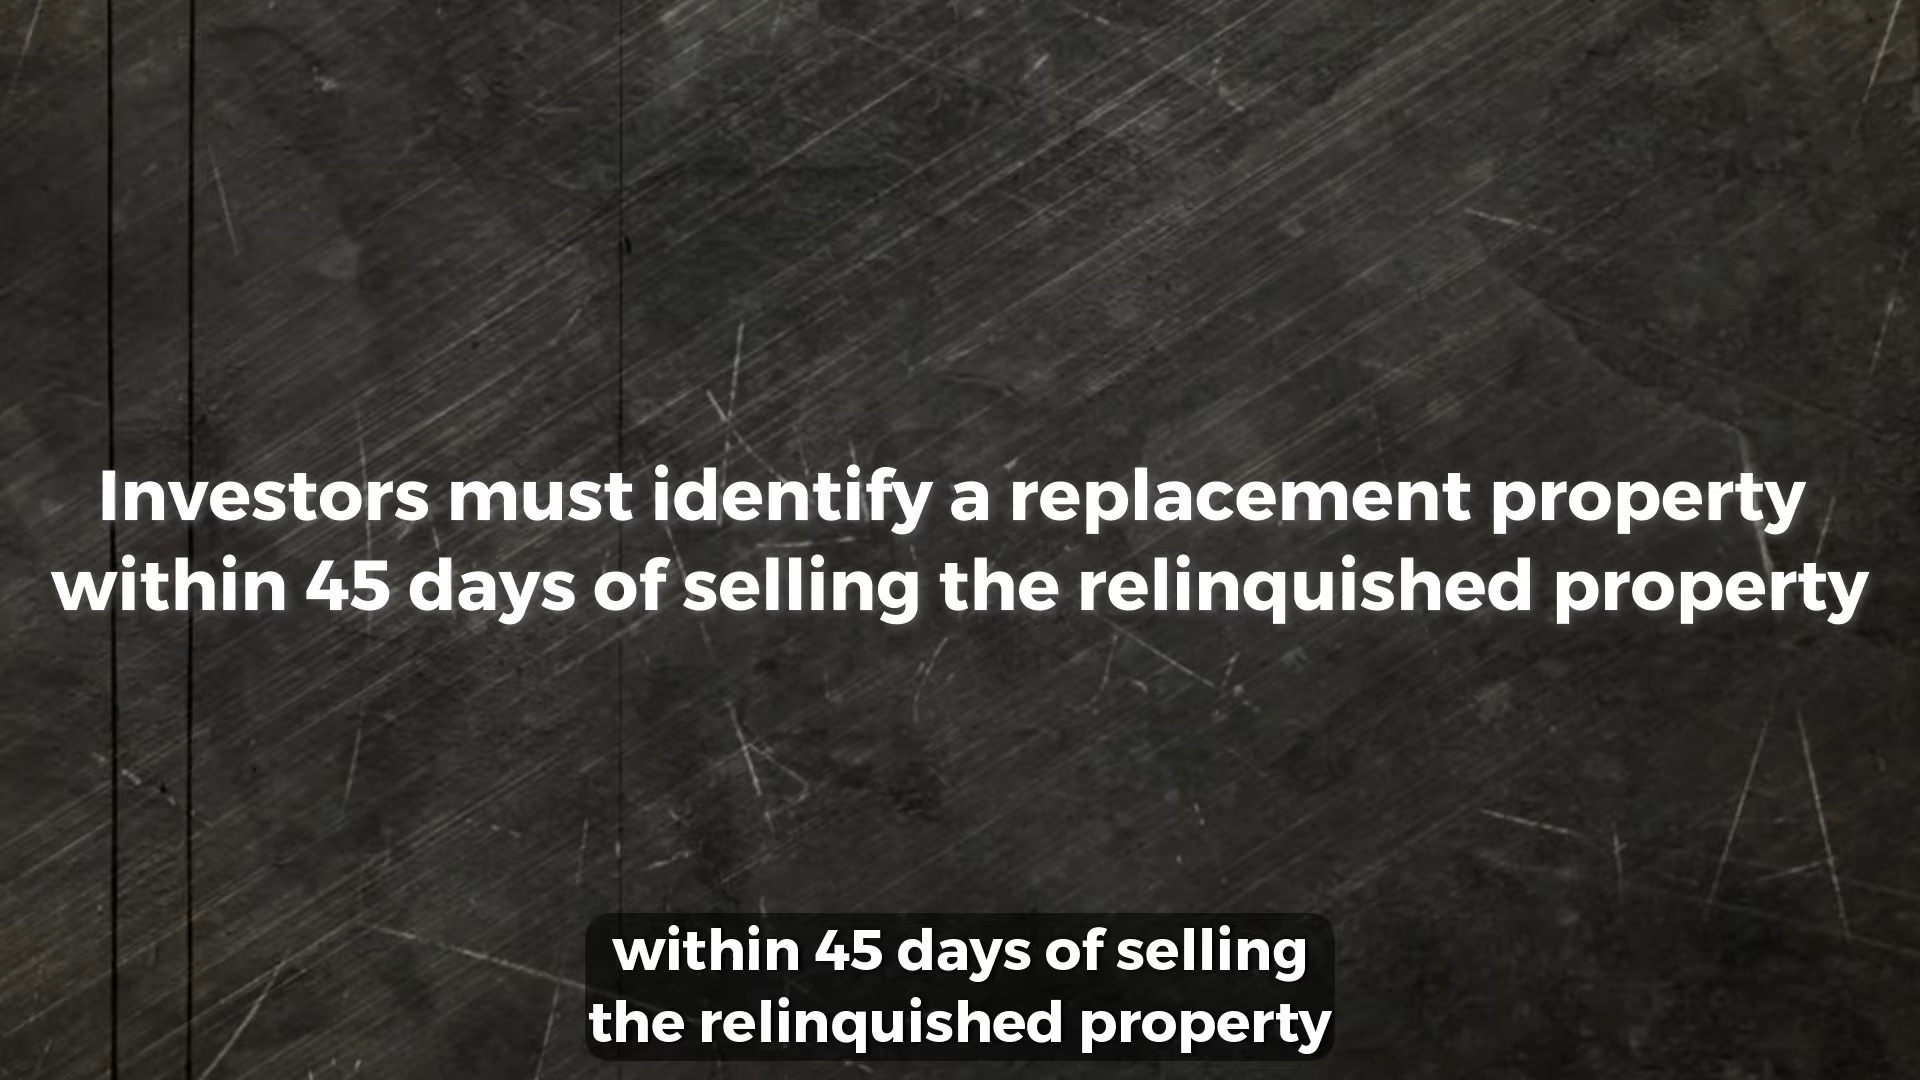 Investors must identify a replacement property
within 45 days of selling the relinquished property
within 45 days of selling
the relinquished property